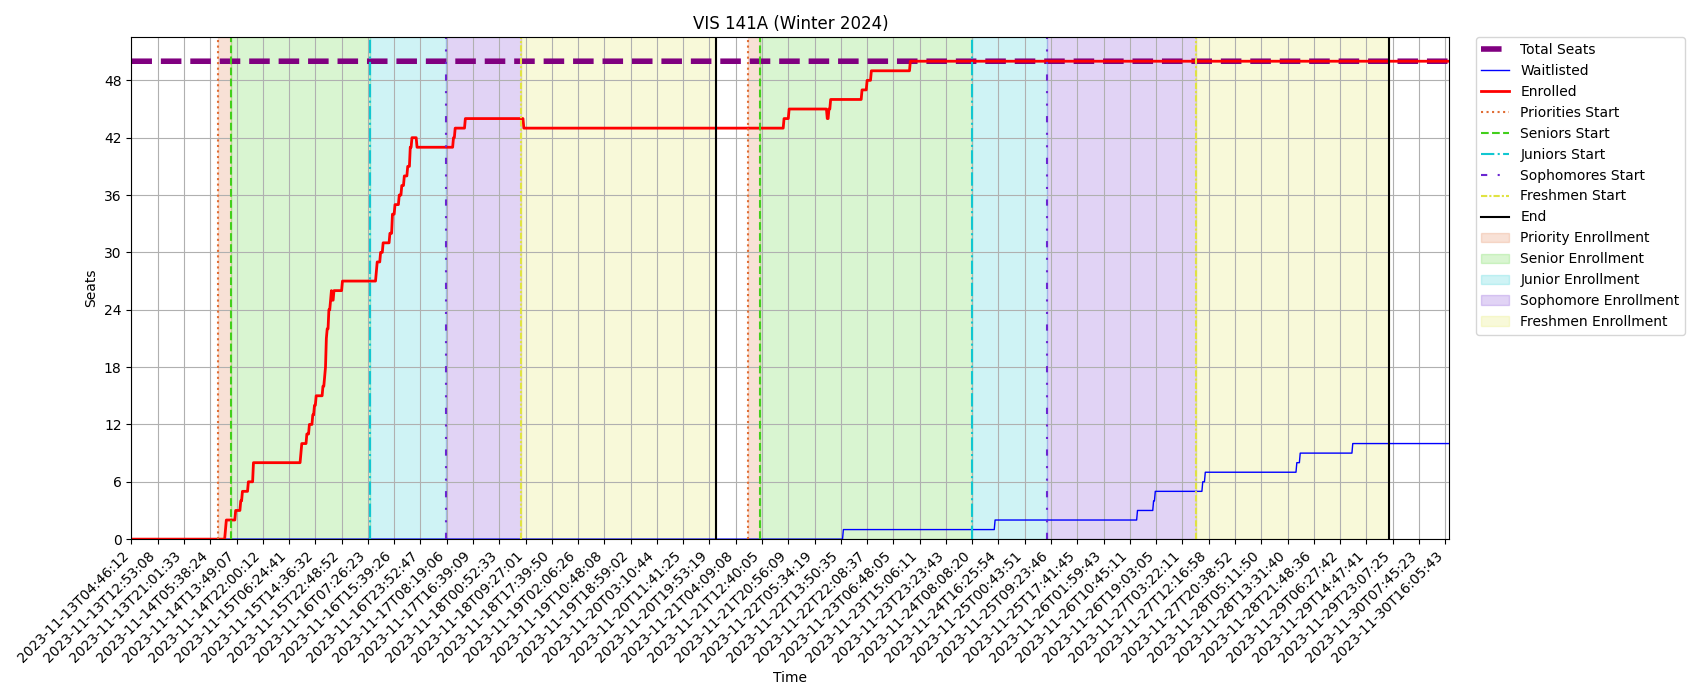 VIS 141A (Winter 2024)
Total Seats
Waitlisted
Enrolled
Priorities Start
Seniors Start
Juniors Start
Sophomores Start
Freshmen Start
End
Priority Enrollment
Senior Enrollment
Junior Enrollment
Sophomore Enrollment
Freshmen Enrollment
Seats
48
42
36
30
24
18
12
6
0
2023-11-13T04:46:12
2023-11-13T12:53:08
2023-11-13T21:01:33
2023-11-14T05:38:24
2023-11-14T13:49:07
2023-11-14T22:00:12
2023-11-15T06:24:41
2023-11-15T14:36:32
2023-11-15T22:48:52
2023-11-16T07:26:23
2023-11-16T15:39:26
2023-11-16T23:52:47
2023-11-17T08:19:06
2023-11-17T16:39:09
2023-11-18T00:52:33
2023-11-18T09:27:01
2023-11-18T17:39:50
2023-11-19T02:06:26
2023-11-19T10:48:08
2023-11-19T18:59:02
2023-11-20T03:10:44
2023-11-20T11:41:25
2023-11-20T19:53:19
2023-11-21T04:09:08
2023-11-21T12:40:05
2023-11-21T20:56:09
2023-11-22T05:34:19
2023-11-22T13:50:35
2023-11-22T22:08:37
2023-11-23T06:48:05
2023-11-23T15:06:11
2023-11-23T23:23:43
2023-11-24T08:08:20
2023-11-24T16:25:54
2023-11-25T00:43:51
2023-11-25T09:23:46
2023-11-25T17:41:45
2023-11-26T01:59:43
2023-11-26T10:45:11
2023-11-26T19:03:05
2023-11-27T03:22:11
2023-11-27T12:16:58
2023-11-27T20:38:52
2023-11-28T05:11:50
2023-11-28T13:31:40
2023-11-28T21:48:36
2023-11-29T06:27:42
2023-11-29T14:47:41
2023-11-29T23:07:25
2023-11-30T07:45:23
2023-11-30T16:05:43
Time